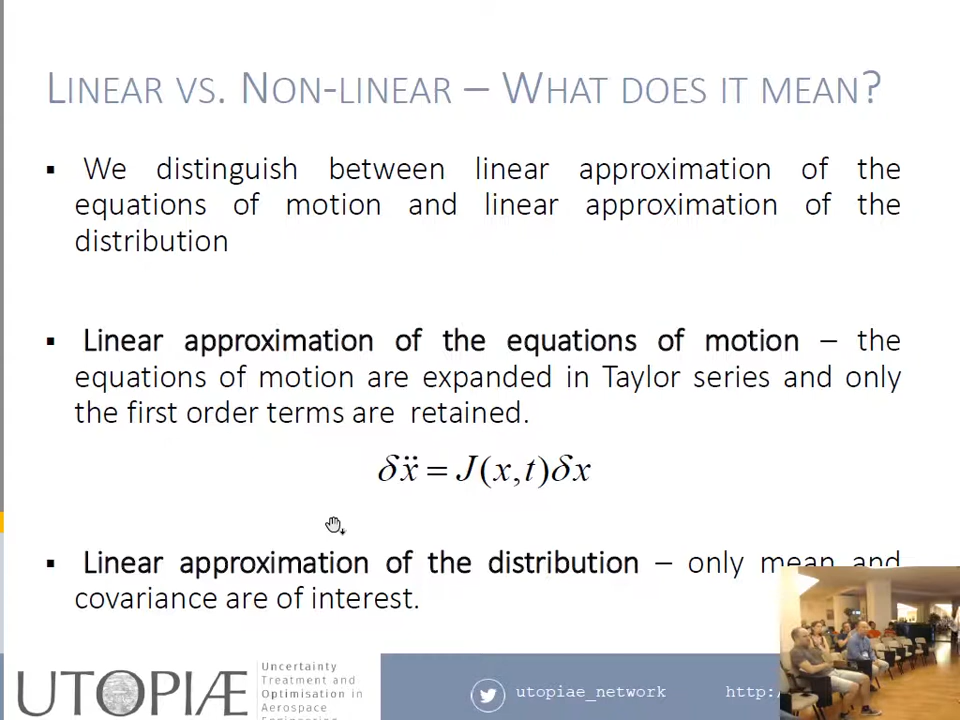 LINEAR VS. NON-LINEAR – WHAT DOES IT MEAN?
▪ We distinguish between linear approximation of the
equations of motion and linear approximation of the
distribution
▪ Linear approximation of the equations of motion – the
equations of motion are expanded in Taylor series and only
the first order terms are retained.
δẍ = J(x,t)δx
▪ Linear approximation of the distribution – only mean and
covariance are of interest.
UTOPIÆ
Uncertainty
Treatment and
Optimisation in
Aerospace
utopiae_network
http: